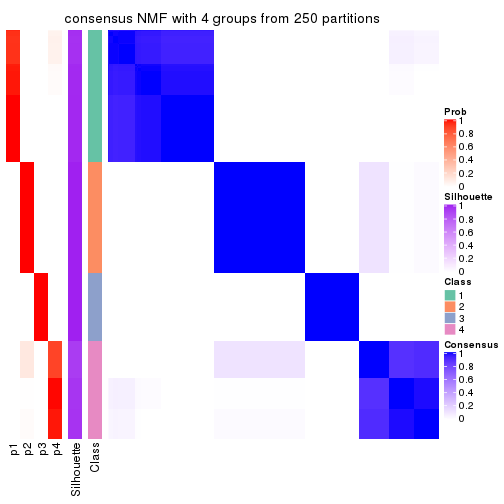 consensus NMF with 4 groups from 250 partitions
Prob
1
0.8
0.6
0.4
0.2
0
Silhouette
1
0.8
0.6
0.4
0.2
0
Class
1
2
3
4
Consensus
1
0.8
0.6
0.4
0.2
0
p1
p2
p3
p4
Silhouette
Class